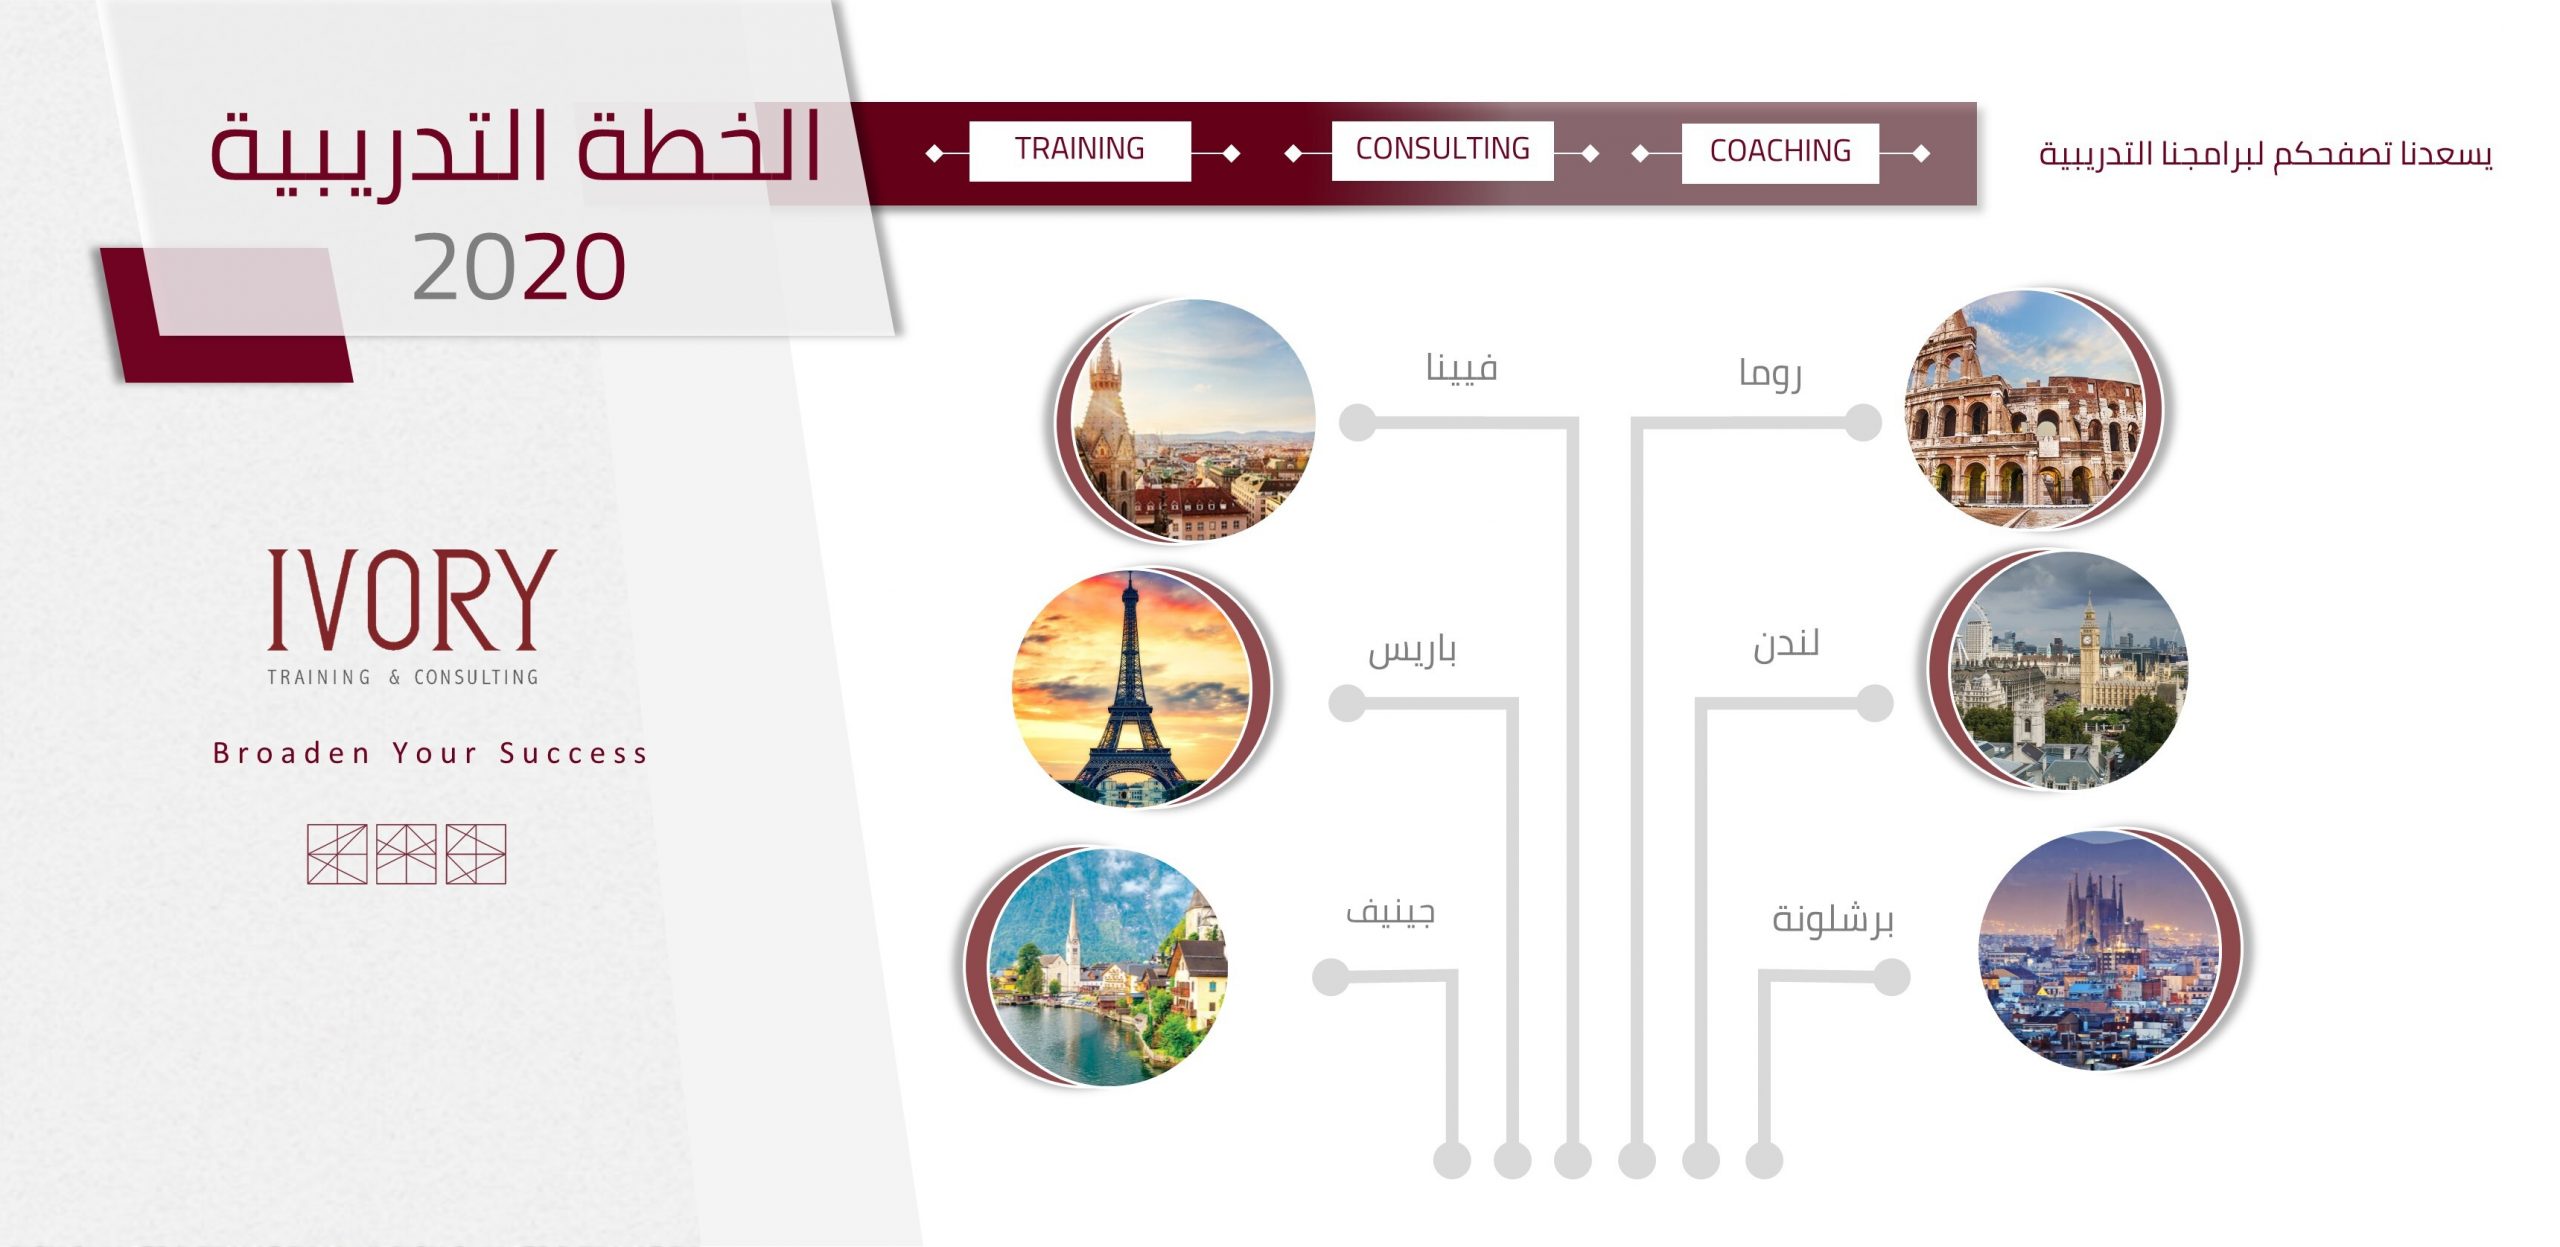 الخطة التدريبية
2020
TRAINING
CONSULTING
COACHING
يسعدنا تصفحكم لبرامجنا التدريبية
IVORY
TRAINING & CONSULTING
Broaden Your Success
فيينا
روما
باريس
لندن
جينيف
برشلونة